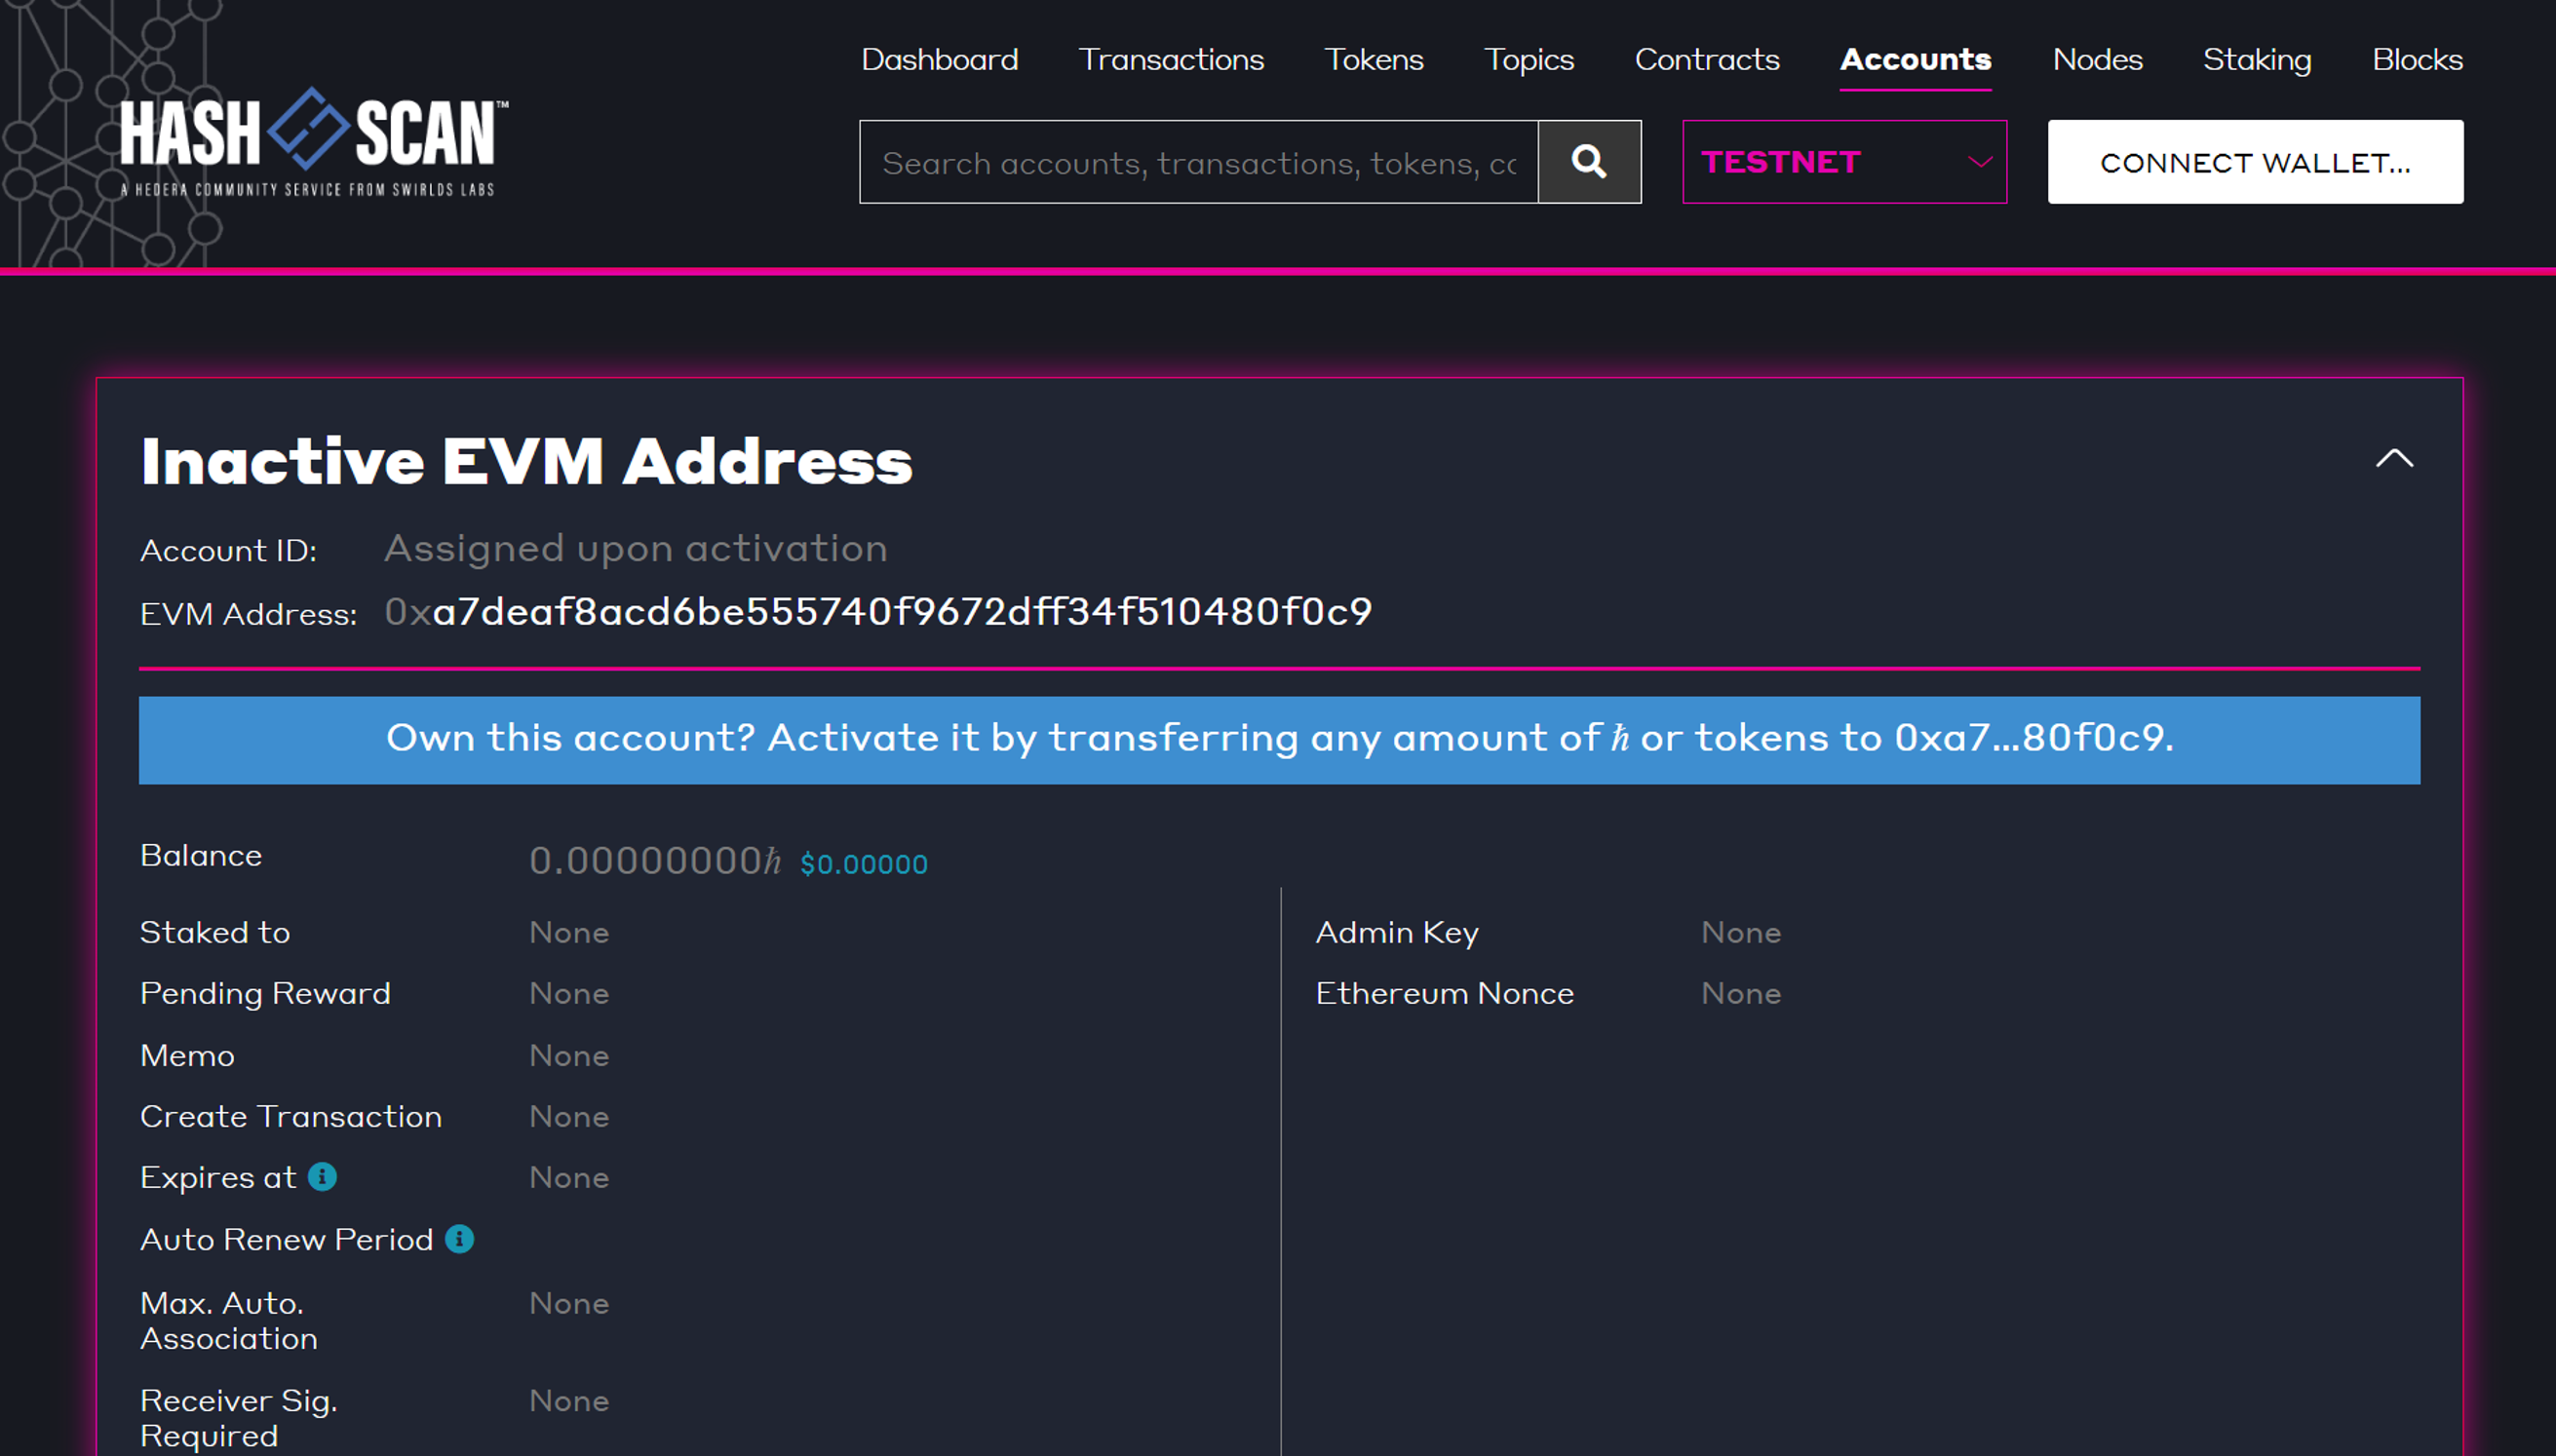 Dashboard Transactions Tokens Topics Contracts Accounts Nodes Staking Blocks
HASH SCAN™
A HEDERA COMMUNITY SERVICE FROM SWIRLDS LABS
Search accounts, transactions, tokens, cc
TESTNET
CONNECT WALLET...
Inactive EVM Address
Account ID: Assigned upon activation
EVM Address: 0xa7deaf8acd6be555740f9672dff34f510480f0c9
Own this account? Activate it by transferring any amount of ℏ or tokens to 0xa7...80f0c9.
Balance 0.00000000ℏ $0.00000
Staked to None
Admin Key None
Pending Reward None
Ethereum Nonce None
Memo None
Create Transaction None
Expires at None
Auto Renew Period
Max. Auto. None
Association
Receiver Sig. None
Required